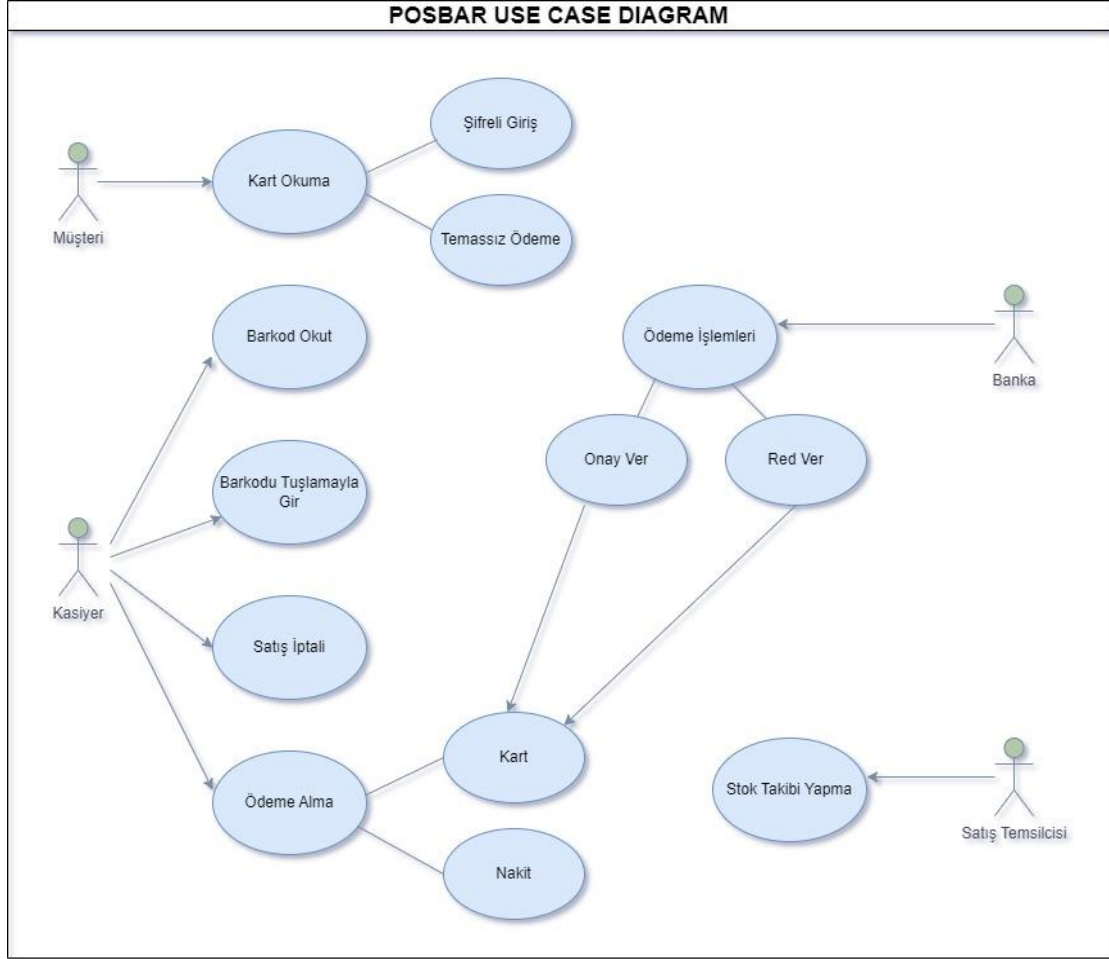 POSBAR USE CASE DIAGRAM
Şifreli Giriş
Kart Okuma
Temassız Ödeme
Müşteri
Barkod Okut
Ödeme İşlemleri
Banka
Onay Ver
Red Ver
Barkodu Tuşlamayla
Gir
Kasiyer
Satış İptali
Kart
Ödeme Alma
Nakit
Stok Takibi Yapma
Satış Temsilcisi